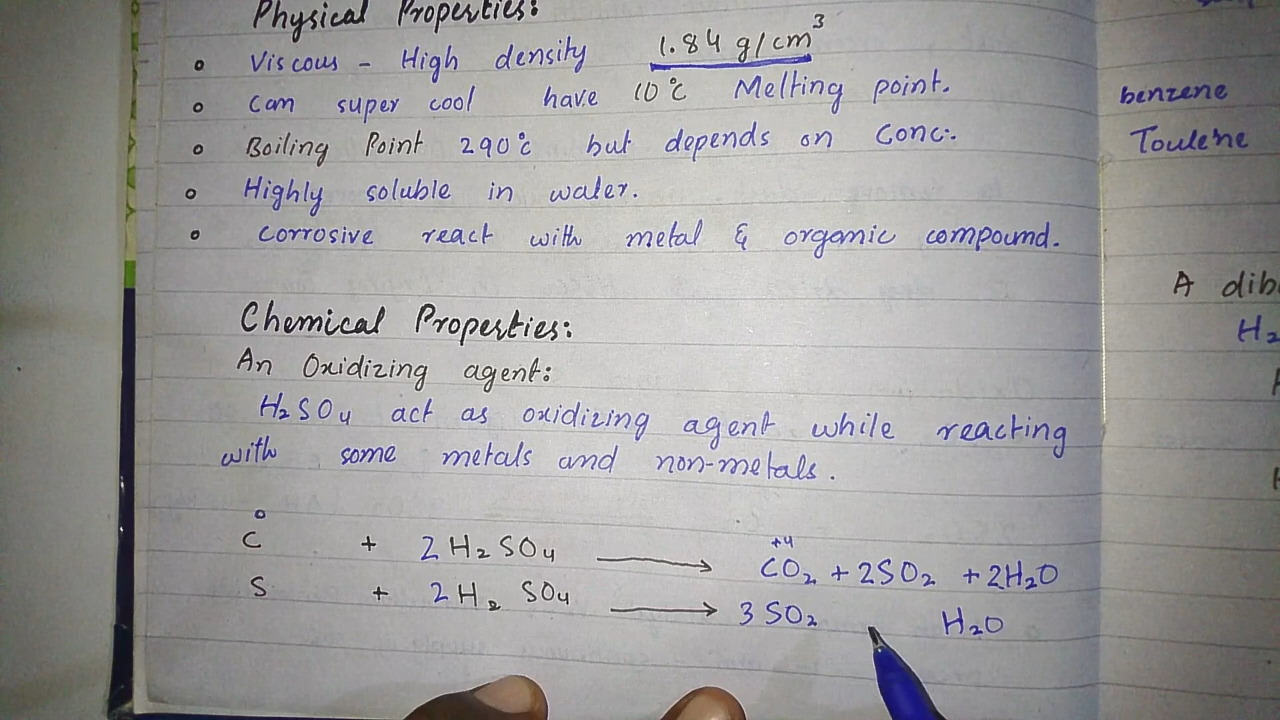 Physical Properties:
• Viscous - High density 1.84 g/cm³
• Can super cool have 10°C Melting point.
• Boiling Point 290°C but depends on Conc:.
• Highly soluble in water.
• Corrosive react with metal & organic compound.
Chemical Properties:
An Oxidizing agent:
H₂SO₄ act as oxidizing agent while reacting
with some metals and non-metals.
0 +4
C + 2H₂SO₄ → CO₂ + 2SO₂ + 2H₂O
S + 2H₂SO₄ → 3SO₂ H₂O
benzene
Toulene
A dib
H₂